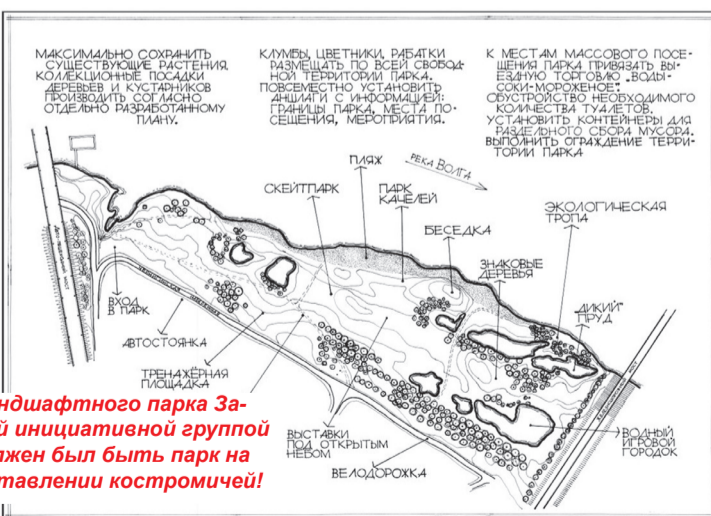 МАКСИМАЛЬНО СОХРАНИТЬ
СУЩЕСТВУЮЩИЕ РАСТЕНИЯ.
КОЛЛЕКЦИОННЫЕ ПОСАДКИ
ДЕРЕВЬЕВ И КУСТАРНИКОВ
ПРОИЗВОДИТЬ СОГЛАСНО
ОТДЕЛЬНО РАЗРАБОТАННОМУ
ПЛАНУ.
КЛУМБЫ, ЦВЕТНИКИ, РАБАТКИ
РАЗМЕЩАТЬ ПО ВСЕЙ СВОБОД-
НОЙ ТЕРРИТОРИИ ПАРКА.
ПОВСЕМЕСТНО УСТАНОВИТЬ
АНШЛАГИ С ИНФОРМАЦИЕЙ:
ГРАНИЦЫ ПАРКА, МЕСТА ПО-
СЕЩЕНИЯ, МЕРОПРИЯТИЯ.
К МЕСТАМ МАССОВОГО ПОСЕ-
ЩЕНИЯ ПАРКА ПРИВЯЗАТЬ ВЫ-
ЕЗДНУЮ ТОРГОВЛЮ „ВОДЫ-
СОКИ-МОРОЖЕНОЕ".
ОБУСТРОЙСТВО НЕОБХОДИМОГО
КОЛИЧЕСТВА ТУАЛЕТОВ.
УСТАНОВИТЬ КОНТЕЙНЕРЫ ДЛЯ
РАЗДЕЛЬНОГО СБОРА МУСОРА.
ВЫПОЛНИТЬ ОГРАЖДЕНИЕ ТЕРРИ-
ТОРИИ ПАРКА
ПЛЯЖ
РЕКА ВОЛГА
СКЕЙТПАРК
ПАРК
КАЧЕЛЕЙ
БЕСЕДКА
ЭКОЛОГИЧЕСКАЯ
ТРОПА
ЗНАКОВЫЕ
ДЕРЕВЬЯ
„ДИКИЙ"
ПРУД
ВХОД
В ПАРК
АВТОСТОЯНКА
ТРЕНАЖЁРНАЯ
ПЛОЩАДКА
ВЫСТАВКИ
ПОД ОТКРЫТЫМ
НЕБОМ
ВЕЛОДОРОЖКА
ВОДНЫЙ
ИГРОВОЙ
ГОРОДОК
ндшафтного парка За-
й инициативной группой
лжен был быть парк на
тавлении костромичей!